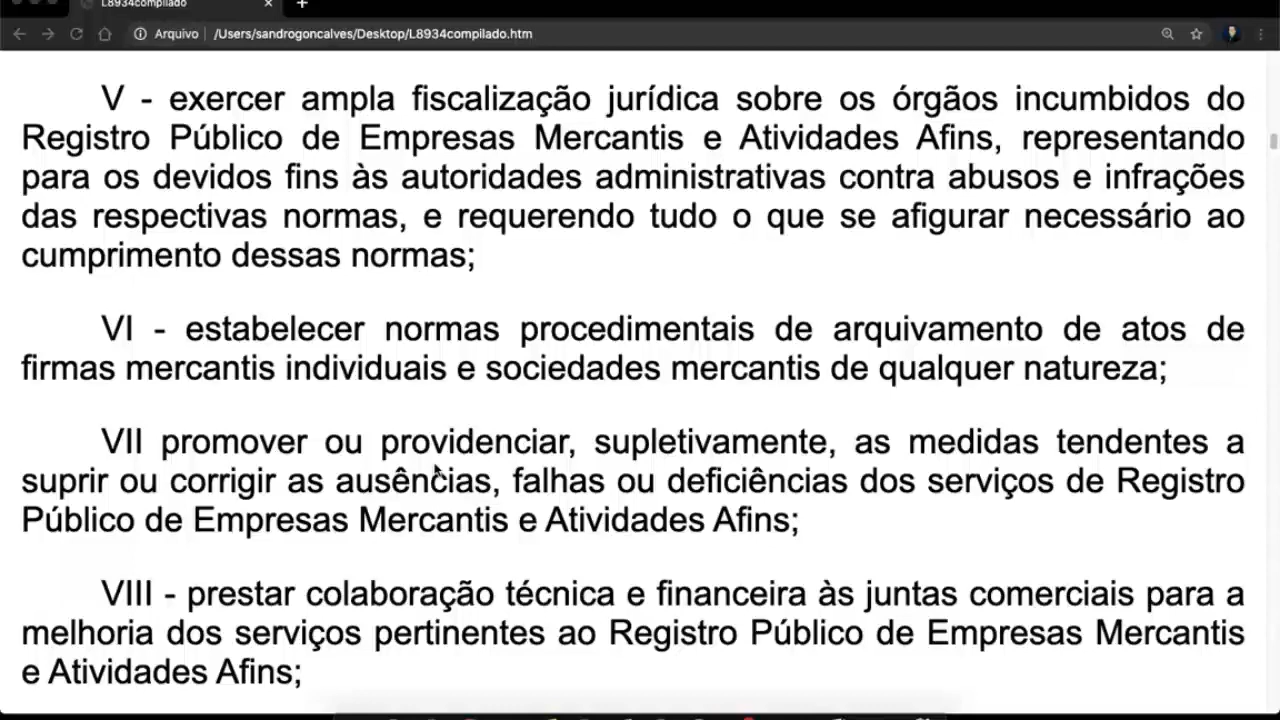 L8934compilado
Arquivo /Users/sandrogoncalves/Desktop/L8934compilado.htm
V - exercer ampla fiscalização jurídica sobre os órgãos incumbidos do
Registro Público de Empresas Mercantis e Atividades Afins, representando
para os devidos fins às autoridades administrativas contra abusos e infrações
das respectivas normas, e requerendo tudo o que se afigurar necessário ao
cumprimento dessas normas;
VI - estabelecer normas procedimentais de arquivamento de atos de
firmas mercantis individuais e sociedades mercantis de qualquer natureza;
VII promover ou providenciar, supletivamente, as medidas tendentes a
suprir ou corrigir as ausências, falhas ou deficiências dos serviços de Registro
Público de Empresas Mercantis e Atividades Afins;
VIII - prestar colaboração técnica e financeira às juntas comerciais para a
melhoria dos serviços pertinentes ao Registro Público de Empresas Mercantis
e Atividades Afins;